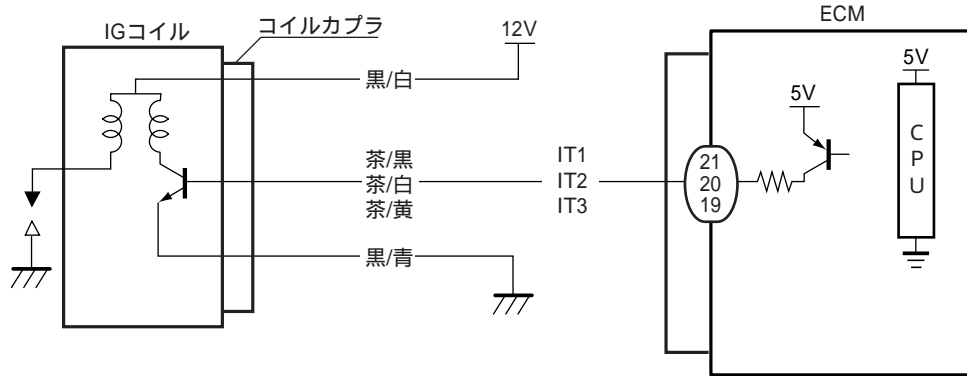 ECM
IGコイル
コイルカプラ
12V
黒/白
5V
5V
C
P
U
茶/黒
茶/白
茶/黄
IT1
IT2
IT3
21
20
19
黒/青